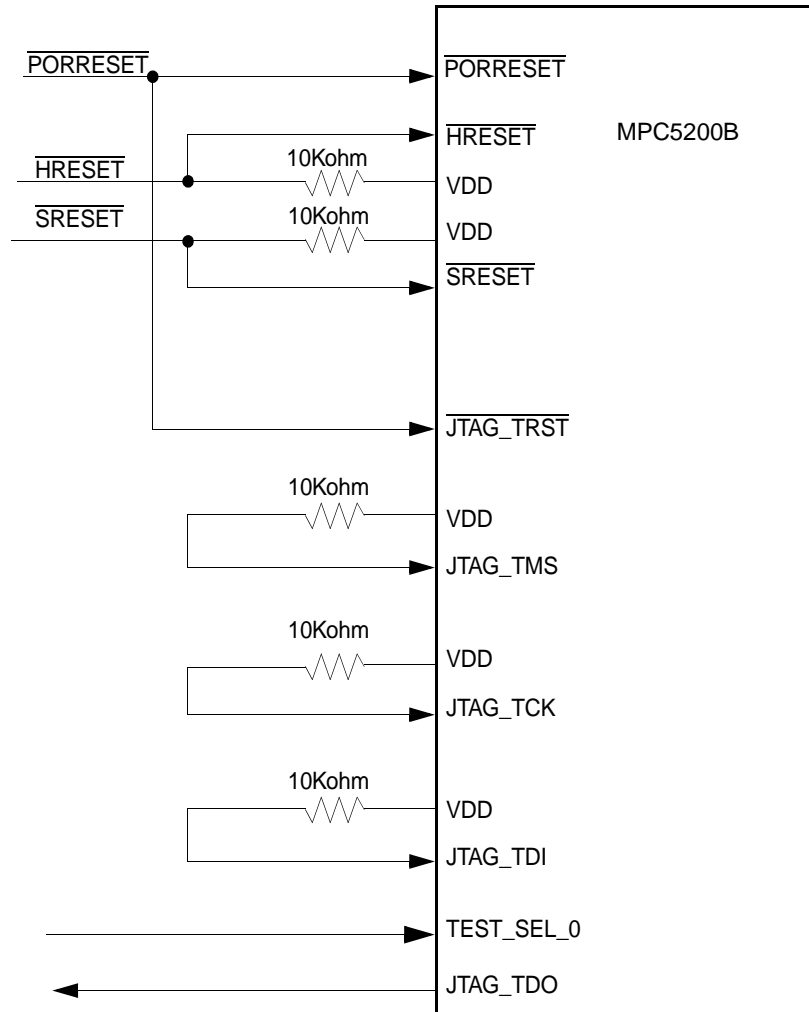 PORRESET PORRESET
HRESET MPC5200B
10Kohm
HRESET VDD
SRESET 10Kohm VDD
SRESET
JTAG_TRST
10Kohm
VDD
JTAG_TMS
10Kohm
VDD
JTAG_TCK
10Kohm
VDD
JTAG_TDI
TEST_SEL_0
JTAG_TDO